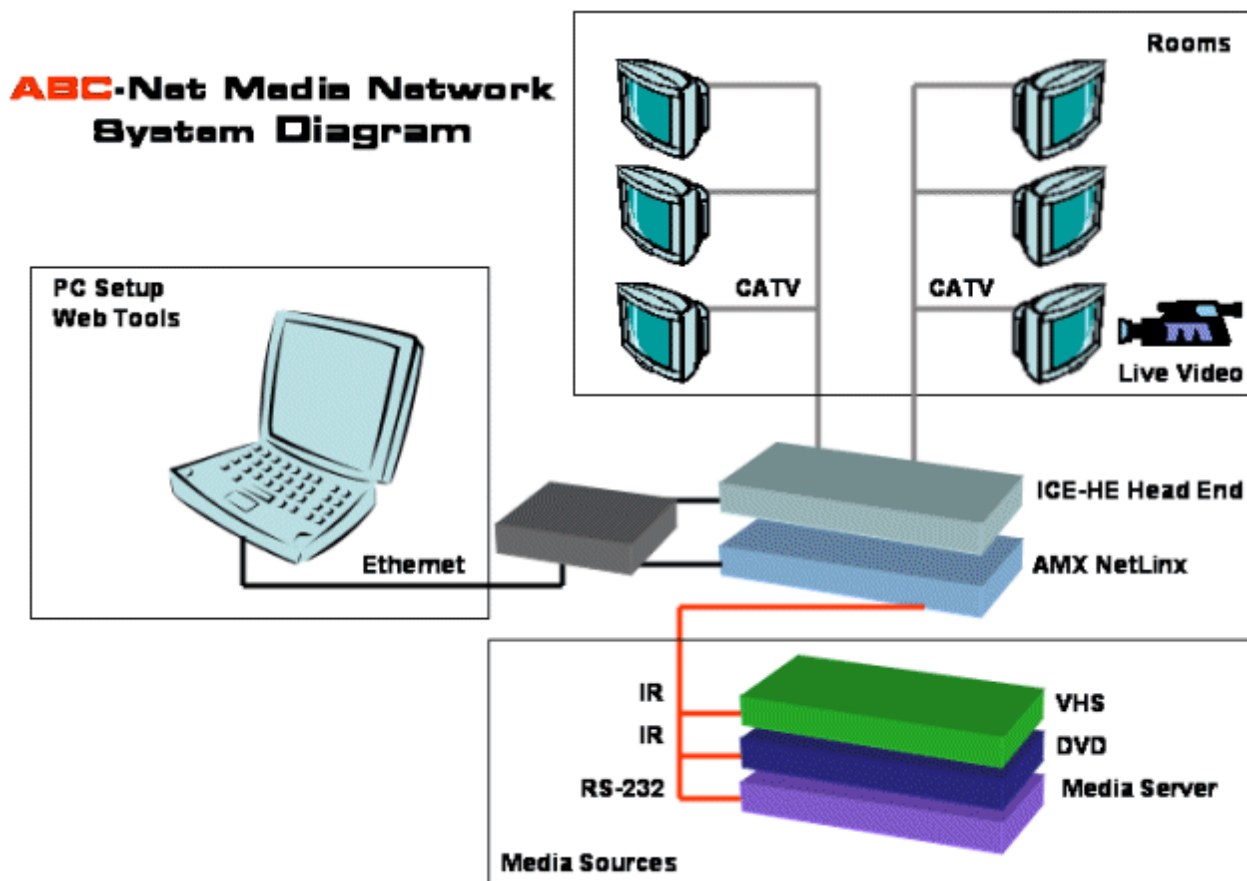 ABC-Net Media Network
System Diagram
Rooms
CATV
CATV
Live Video
PC Setup
Web Tools
Ethernet
ICE-HE Head End
AMX NetLinx
IR
VHS
IR
DVD
RS-232
Media Server
Media Sources